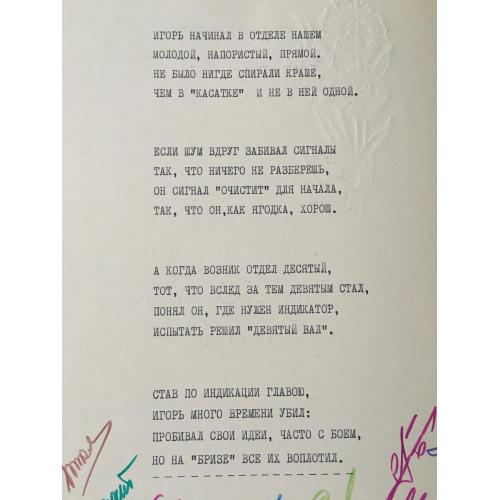 ИГОРЬ НАЧИНАЛ В ОТДЕЛЕ НАШЕМ
МОЛОДОЙ, НАПОРИСТЫЙ, ПРЯМОЙ.
НЕ БЫЛО НИГДЕ СПИРАЛИ КРАШЕ,
ЧЕМ В "КАСАТКЕ" И НЕ В НЕЙ ОДНОЙ.
ЕСЛИ ШУМ ВДРУГ ЗАБИВАЛ СИГНАЛЫ
ТАК, ЧТО НИЧЕГО НЕ РАЗБЕРЕШЬ,
ОН СИГНАЛ "ОЧИСТИТ" ДЛЯ НАЧАЛА,
ТАК, ЧТО ОН,КАК ЯГОДКА, ХОРОШ.
А КОГДА ВОЗНИК ОТДЕЛ ДЕСЯТЫЙ,
ТОТ, ЧТО ВСЛЕД ЗА ТЕМ ДЕВЯТЫМ СТАЛ,
ПОНЯЛ ОН, ГДЕ НУЖЕН ИНДИКАТОР,
ИСПЫТАТЬ РЕШИЛ "ДЕВЯТЫЙ ВАЛ".
СТАВ ПО ИНДИКАЦИИ ГЛАВОЮ,
ИГОРЬ МНОГО ВРЕМЕНИ УБИЛ:
ПРОБИВАЛ СВОИ ИДЕИ, ЧАСТО С БОЕМ,
НО НА "БРИЗЕ" ВСЕ ИХ ВОПЛОТИЛ.